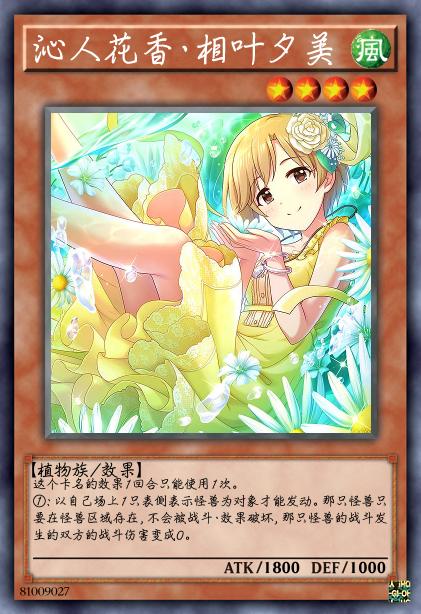 沁人花香·相叶夕美
風
【植物族/效果】
这个卡名的效果1回合只能使用1次。
①:以自己场上1只表侧表示怪兽为对象才能发动。那只怪兽只
要在怪兽区域存在,不会被战斗·效果破坏,那只怪兽的战斗发
生的双方的战斗伤害变成0。
ATK/1800 DEF/1000
81009027